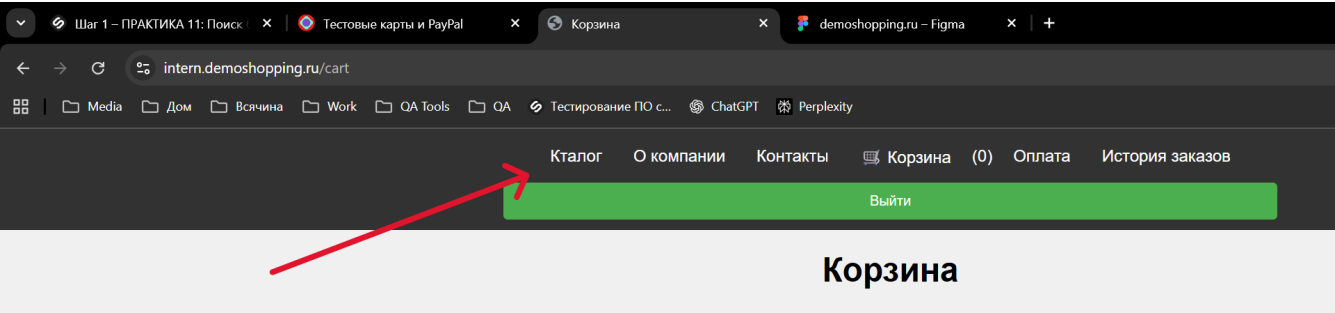 Шаг 1 – ПРАКТИКА 11: Поиск Тестовые карты и PayPal Корзина demoshopping.ru – Figma
intern.demoshopping.ru/cart
Media Дом Всячина Work QA Tools QA Тестирование ПО с... ChatGPT Perplexity
Кталог О компании Контакты Корзина (0) Оплата История заказов
Выйти
Корзина